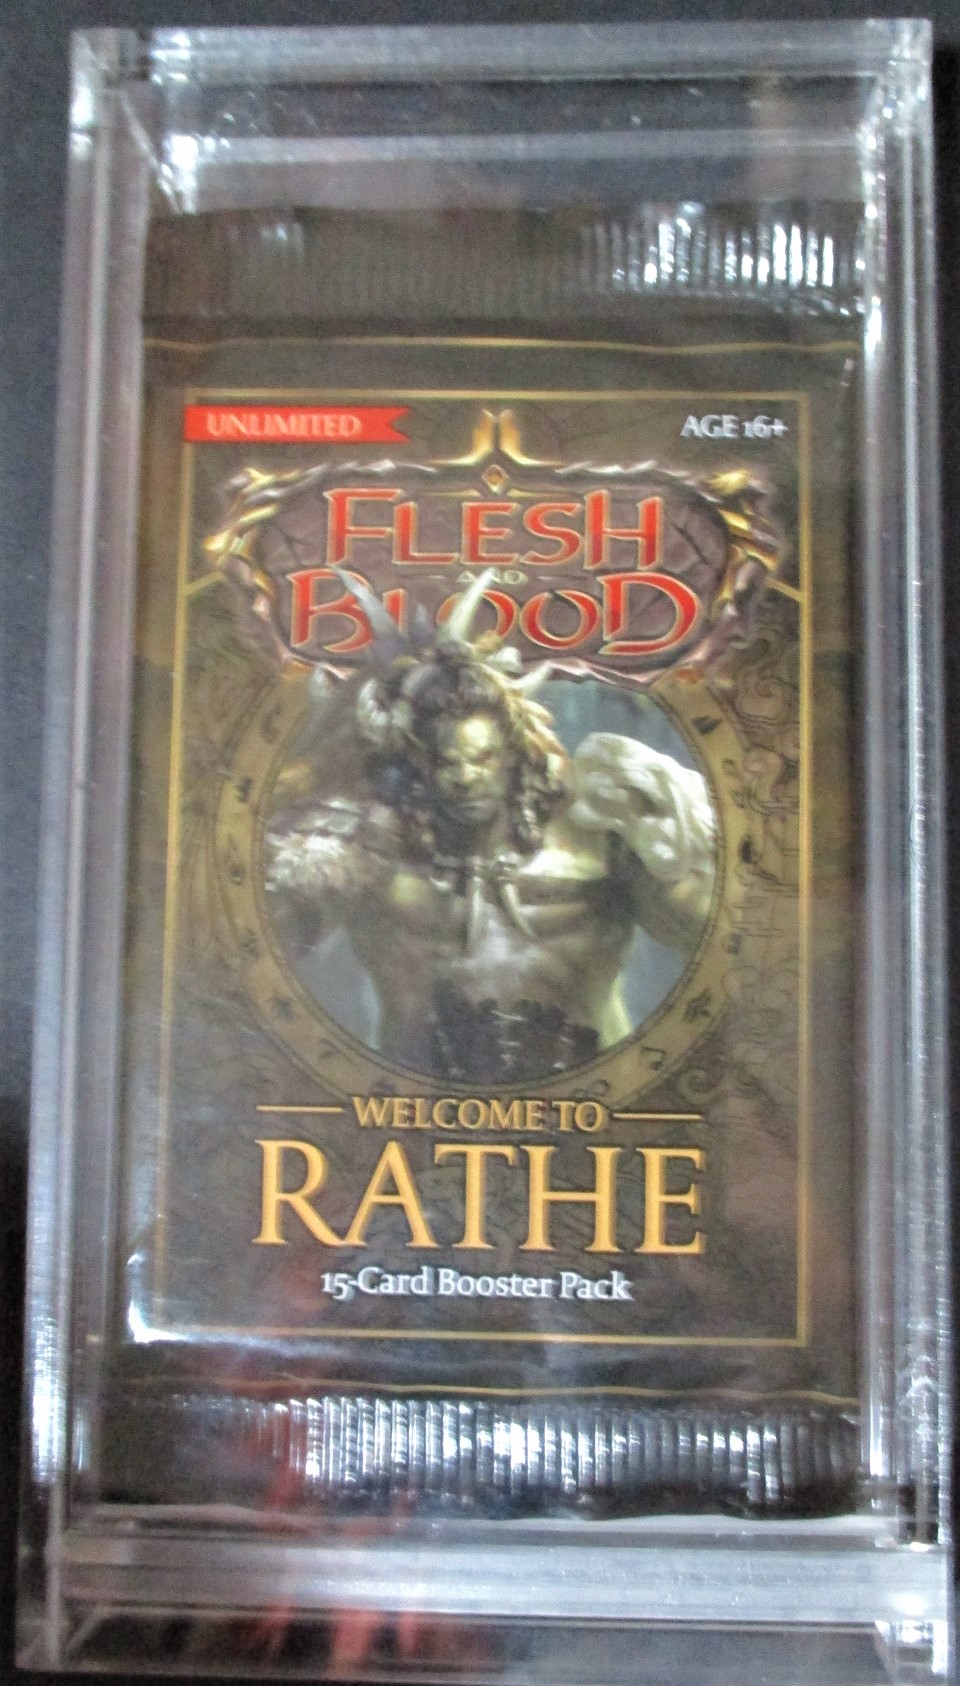 UNLIMITED
AGE 16+
FLESH
AND
BLOOD
WELCOME TO
RATHE
15-Card Booster Pack